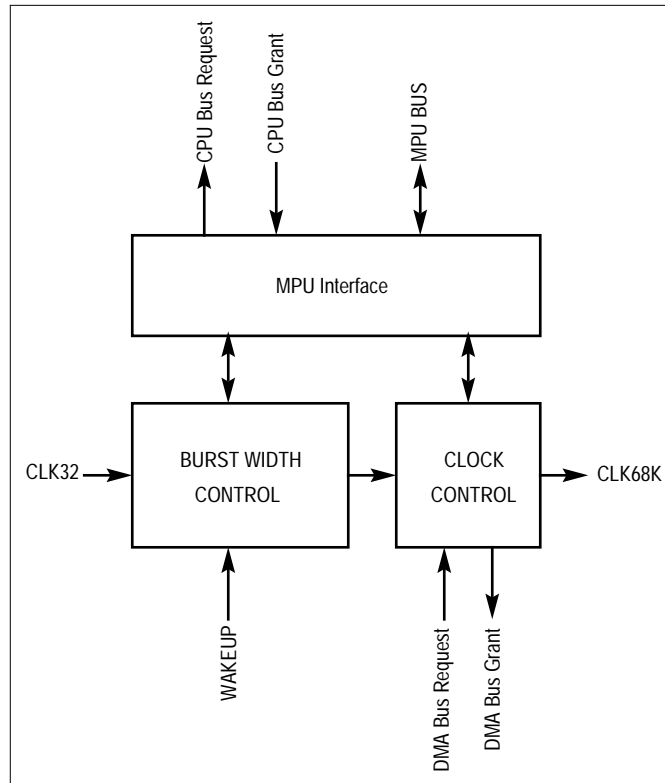 CPU Bus Request
CPU Bus Grant
MPU BUS
MPU Interface
CLK32
BURST WIDTH
CONTROL
CLOCK
CONTROL
CLK68K
WAKEUP
DMA Bus Request
DMA Bus Grant